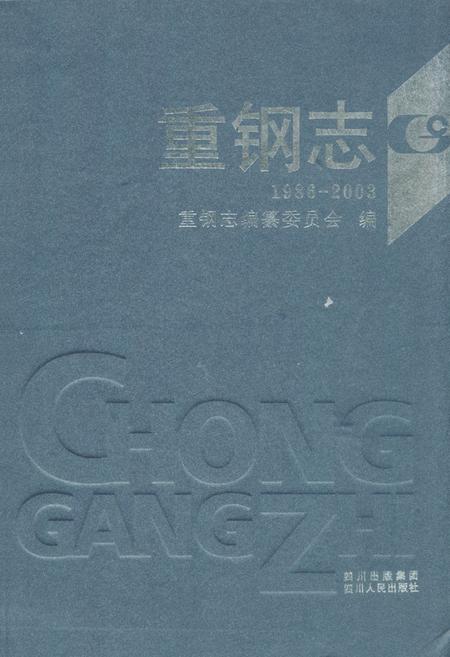 重钢志
1986-2003
重钢志编纂委员会 编
CHONG
GANGZHI
四川出版集团
四川人民出版社